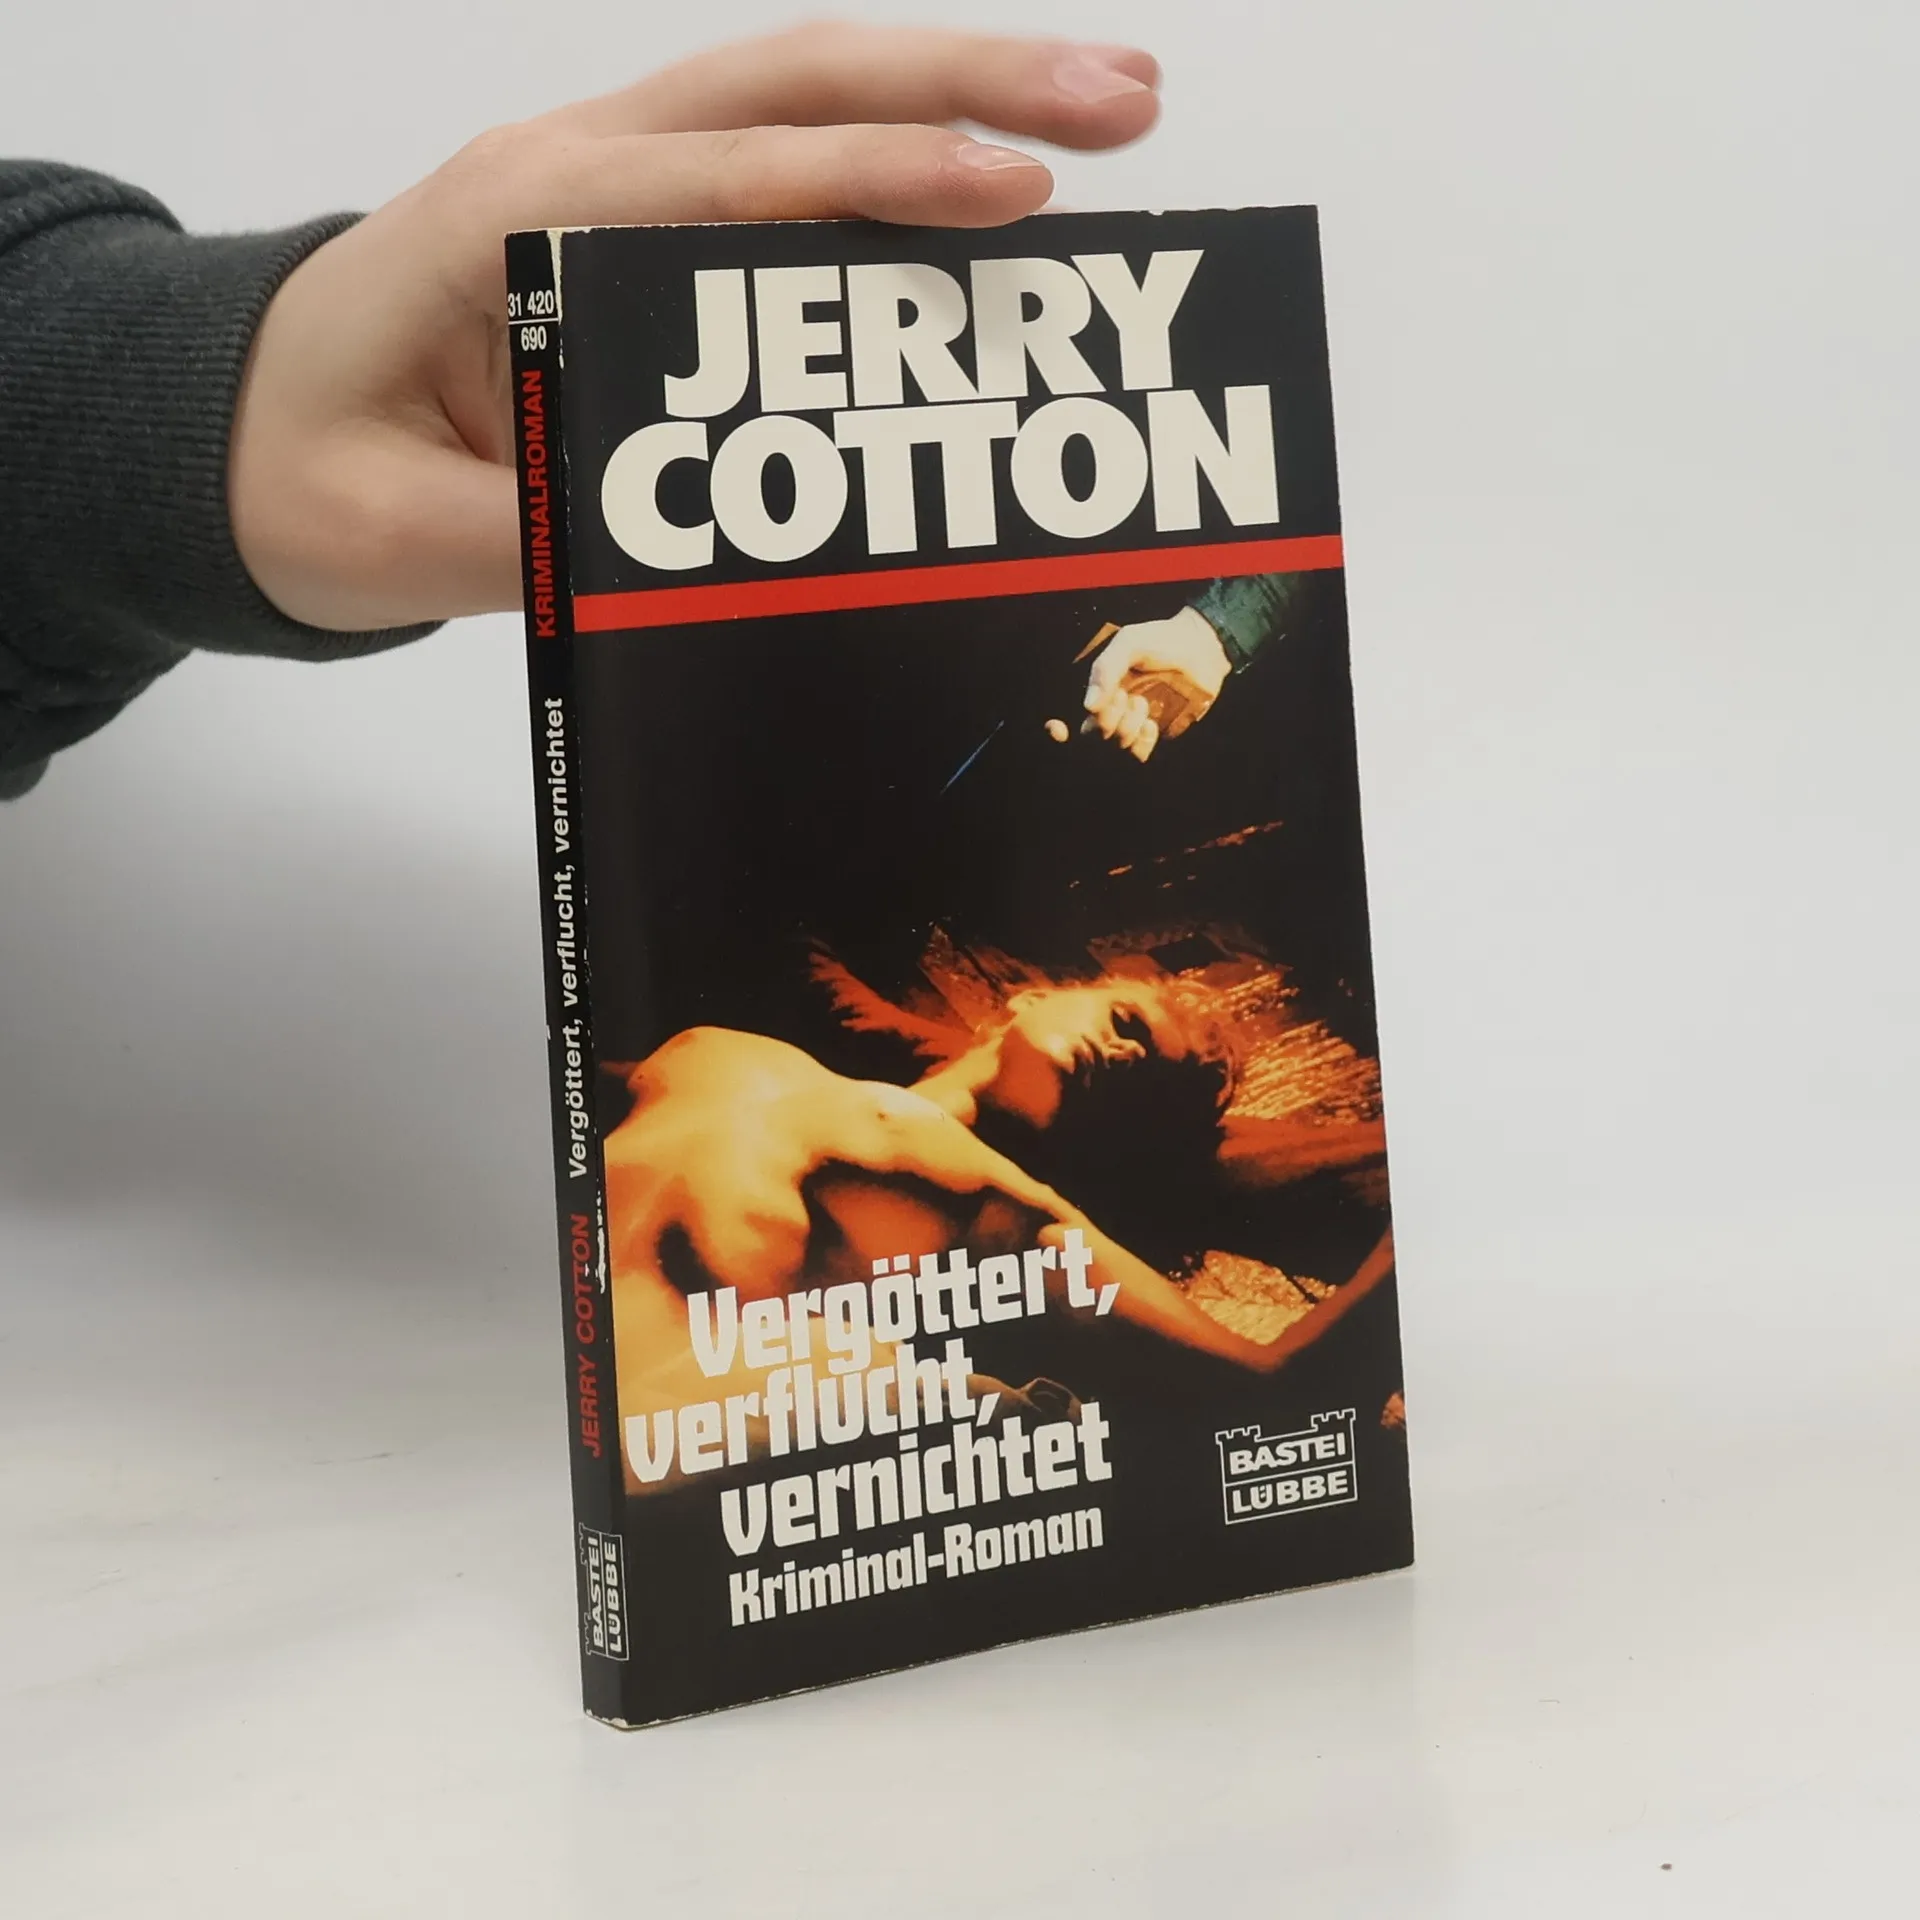 JERRY
COTTON
Vergöttert,
verflucht,
vernichtet
Kriminal-Roman
BASTEI
LÜBBE
31 420
690
KRIMINALROMAN
Vergöttert, verflucht, vernichtet
JERRY COTTON
BASTEI
LÜBBE